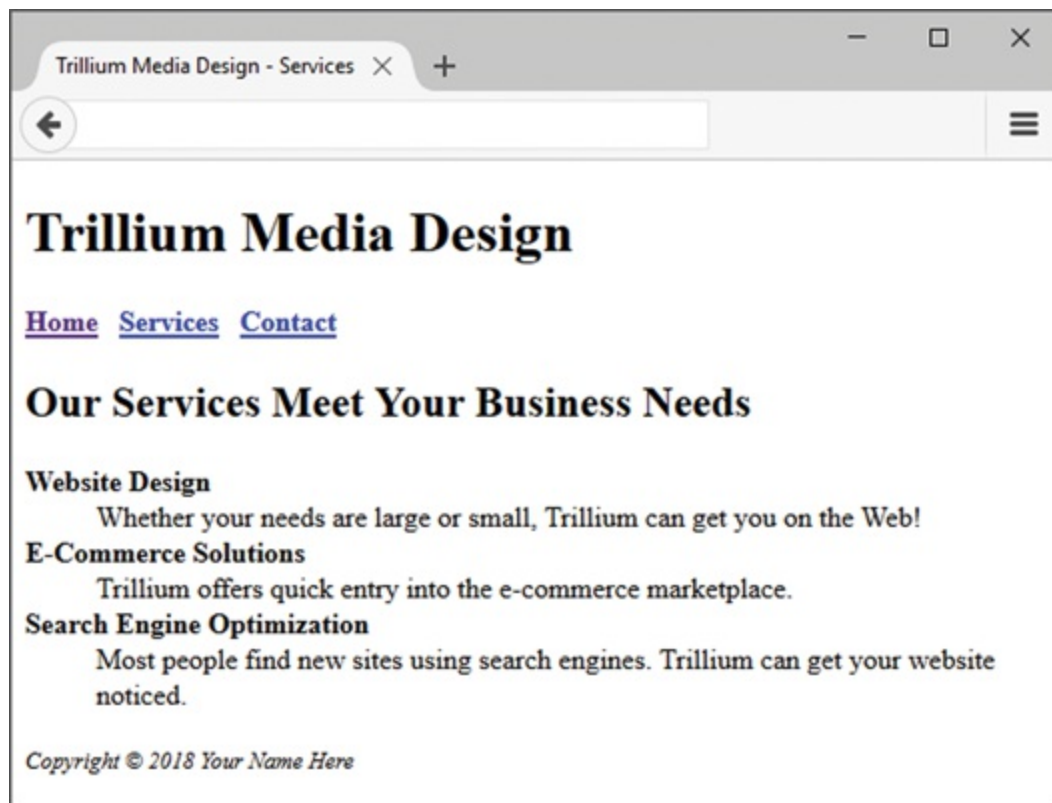 Trillium Media Design - Services
Trillium Media Design
Home Services Contact
Our Services Meet Your Business Needs
Website Design
Whether your needs are large or small, Trillium can get you on the Web!
E-Commerce Solutions
Trillium offers quick entry into the e-commerce marketplace.
Search Engine Optimization
Most people find new sites using search engines. Trillium can get your website
noticed.
Copyright © 2018 Your Name Here